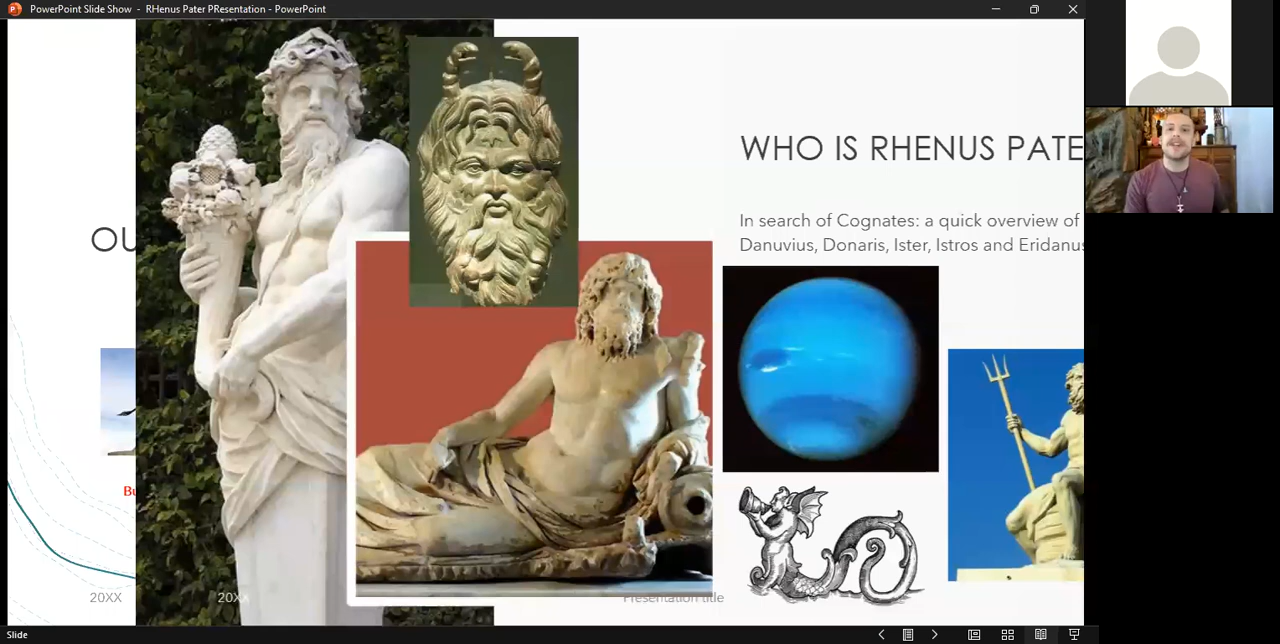 PowerPoint Slide Show - RHenus Pater PResentation - PowerPoint
OU
WHO IS RHENUS PATE
In search of Cognates: a quick overview of
Danuvius, Donaris, Ister, Istros and Eridanus
Bu
20XX
20XX
Presentation title
Slide